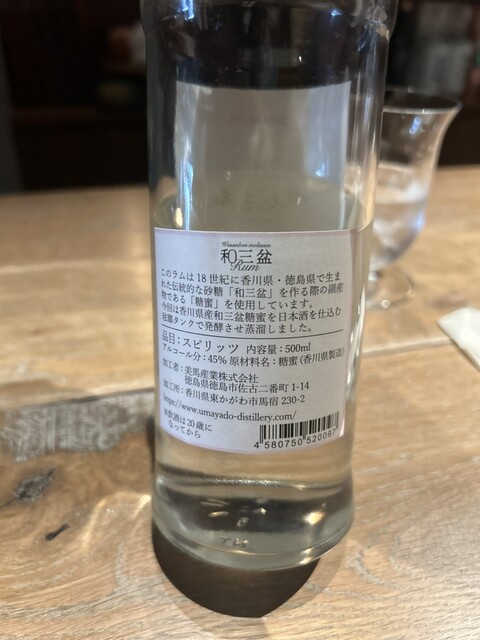 Wasanbon molasses
和三盆
Rum
このラムは18世紀に香川県・徳島県で生ま
れた伝統的な砂糖「和三盆」を作る際の副産
物である「糖蜜」を使用しています。
今回は香川県産和三盆糖蜜を日本酒を仕込む
琺瑯タンクで発酵させ蒸溜しました。
品目：スピリッツ 内容量：500ml
アルコール分：45% 原材料名：糖蜜（香川県製造）
加工者：美馬産業株式会社
徳島県徳島市佐古二番町1-14
加工所：香川県東かがわ市馬宿 230-2
https://www.umayado-distillery.com/
※飲酒は20歳に
なってから
4 580750 520097